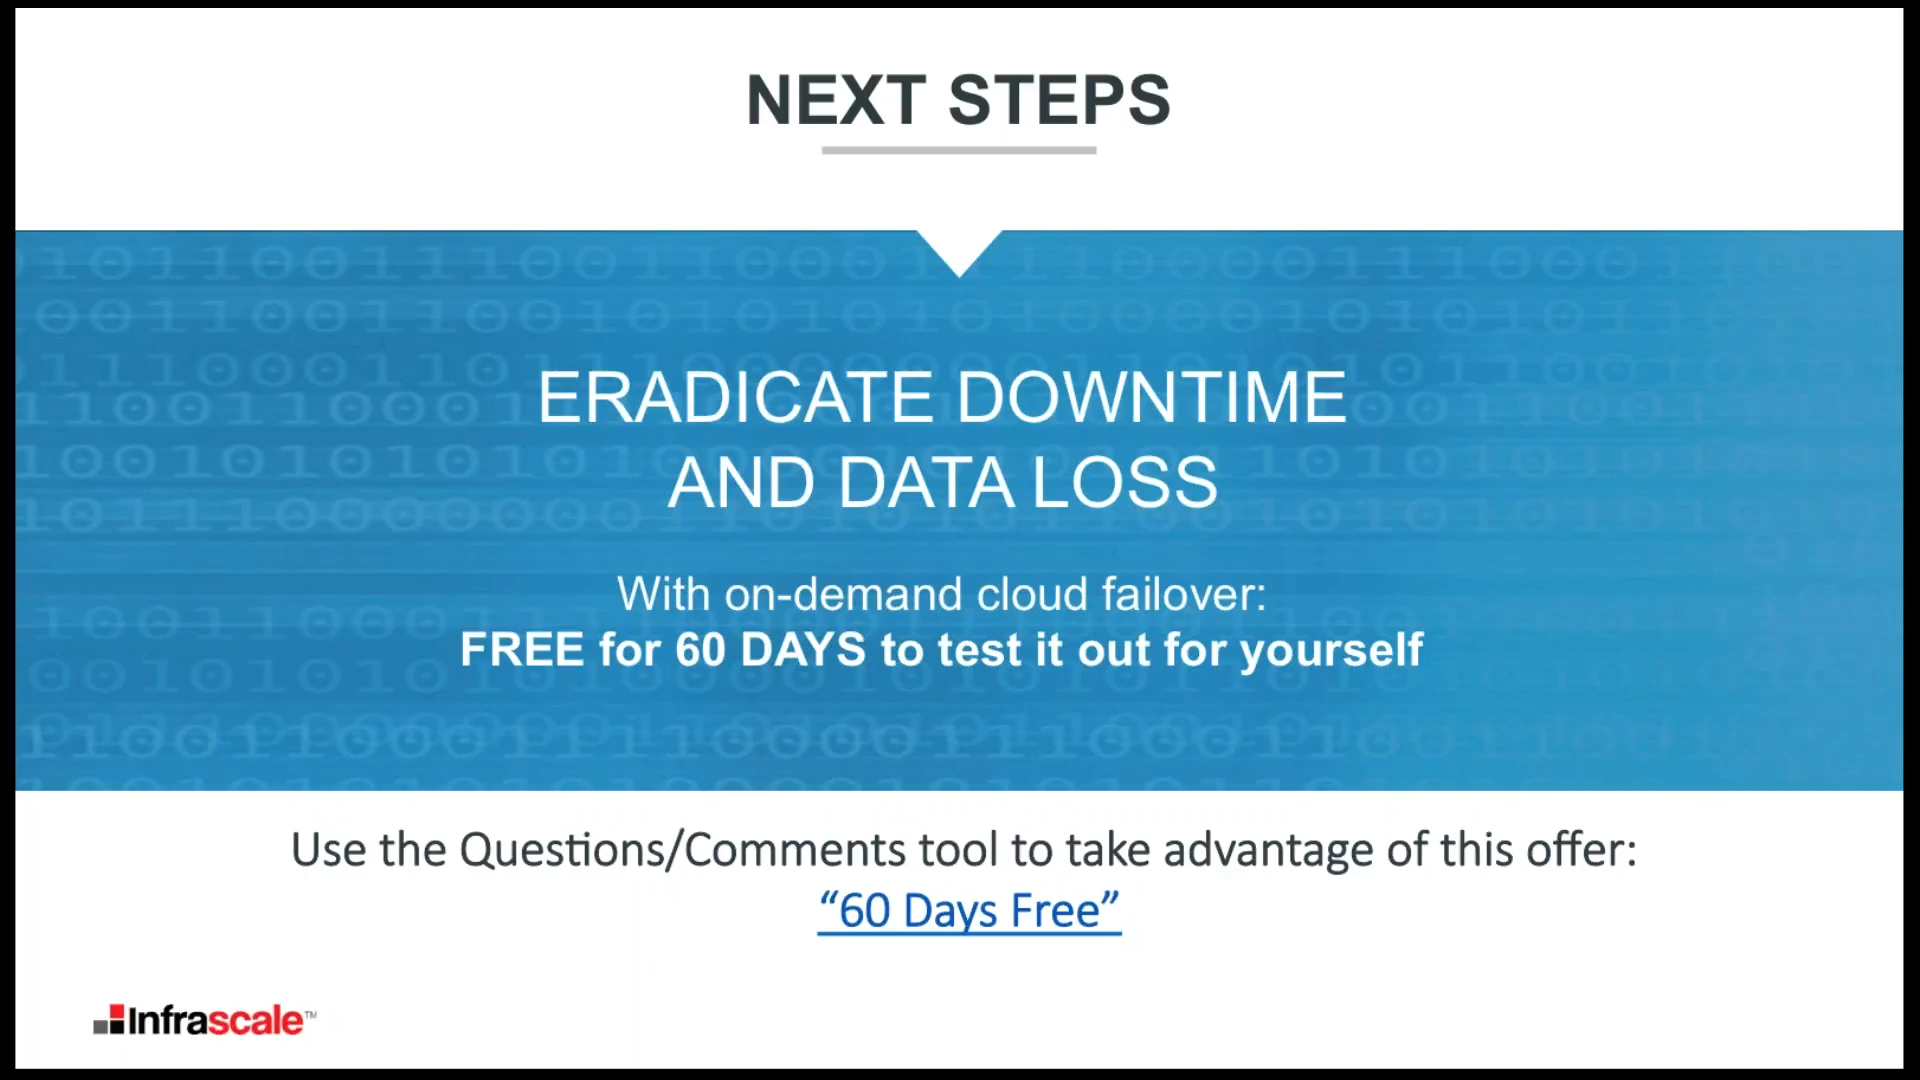 NEXT STEPS
ERADICATE DOWNTIME
AND DATA LOSS
With on-demand cloud failover:
FREE for 60 DAYS to test it out for yourself
Use the Questions/Comments tool to take advantage of this offer:
“60 Days Free”
Infrascale™